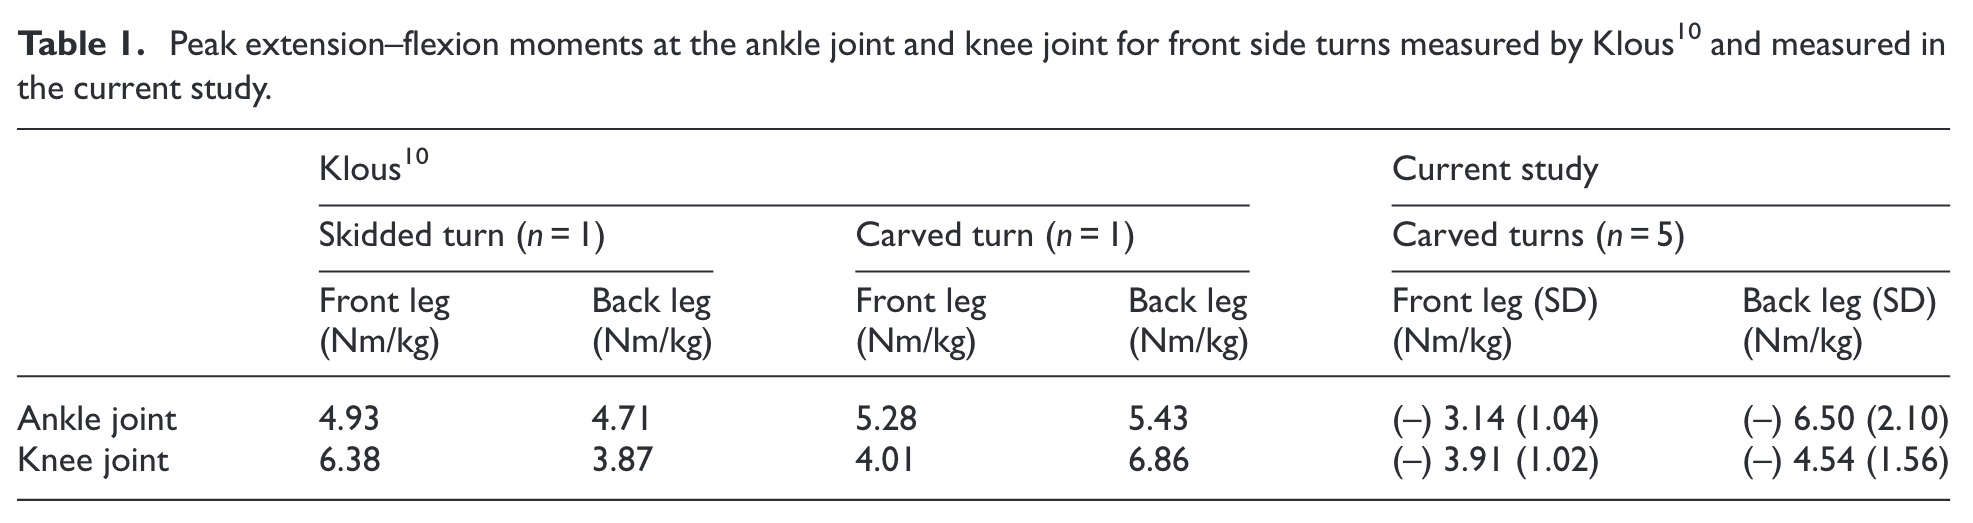 Table 1. Peak extension–flexion moments at the ankle joint and knee joint for front side turns measured by Klous10 and measured in
the current study.
Klous10 Current study
Skidded turn (n = 1) Carved turn (n = 1) Carved turns (n = 5)
Front leg Back leg Front leg Back leg Front leg (SD) Back leg (SD)
(Nm/kg) (Nm/kg) (Nm/kg) (Nm/kg) (Nm/kg) (Nm/kg)
Ankle joint 4.93 4.71 5.28 5.43 (–) 3.14 (1.04) (–) 6.50 (2.10)
Knee joint 6.38 3.87 4.01 6.86 (–) 3.91 (1.02) (–) 4.54 (1.56)